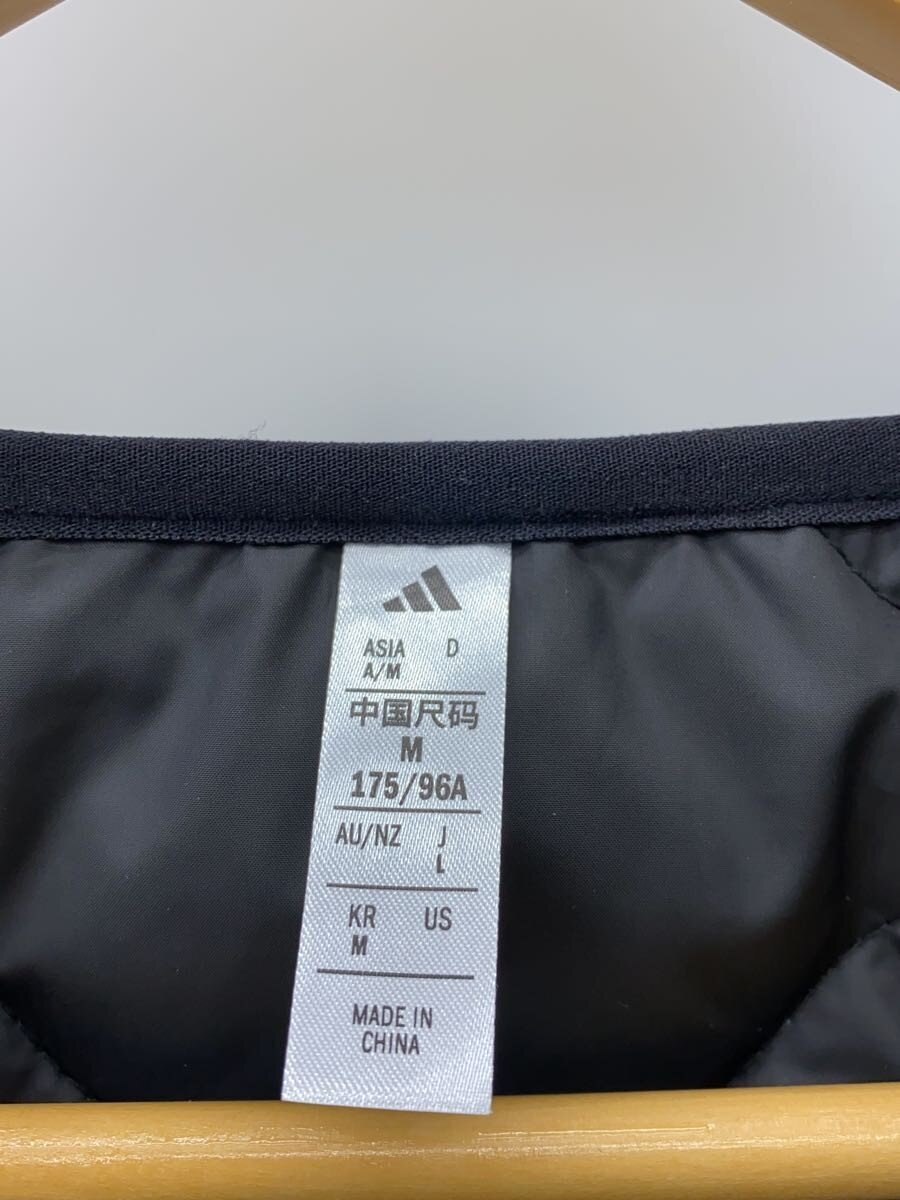 ASIA D
A/M
中国尺码
M
175/96A
AU/NZ J
L
KR US
M
MADE IN
CHINA